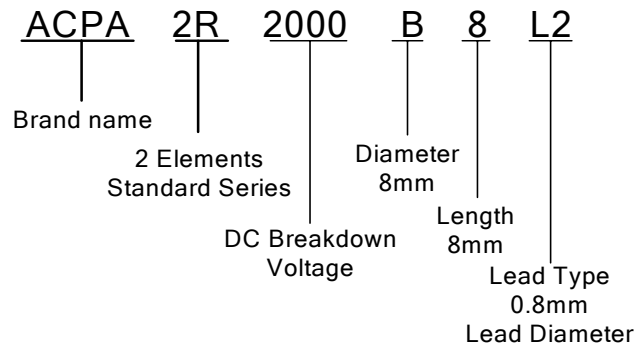 ACPA 2R 2000 B 8 L2
Brand name
2 Elements
Standard Series
DC Breakdown
Voltage
Diameter
8mm
Length
8mm
Lead Type
0.8mm
Lead Diameter